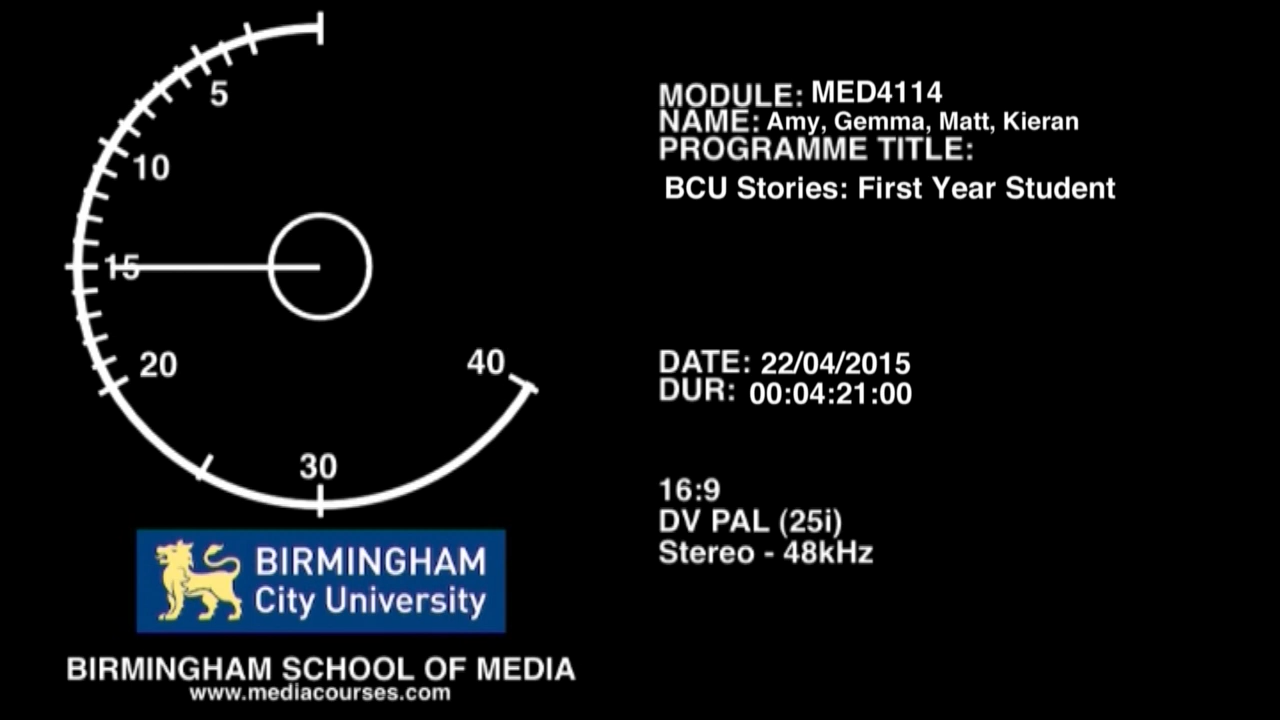 5
10
15
20
30
40
BIRMINGHAM
City University
BIRMINGHAM SCHOOL OF MEDIA
www.mediacourses.com
MODULE: MED4114
NAME: Amy, Gemma, Matt, Kieran
PROGRAMME TITLE:
BCU Stories: First Year Student
DATE: 22/04/2015
DUR: 00:04:21:00
16:9
DV PAL (25i)
Stereo - 48kHz